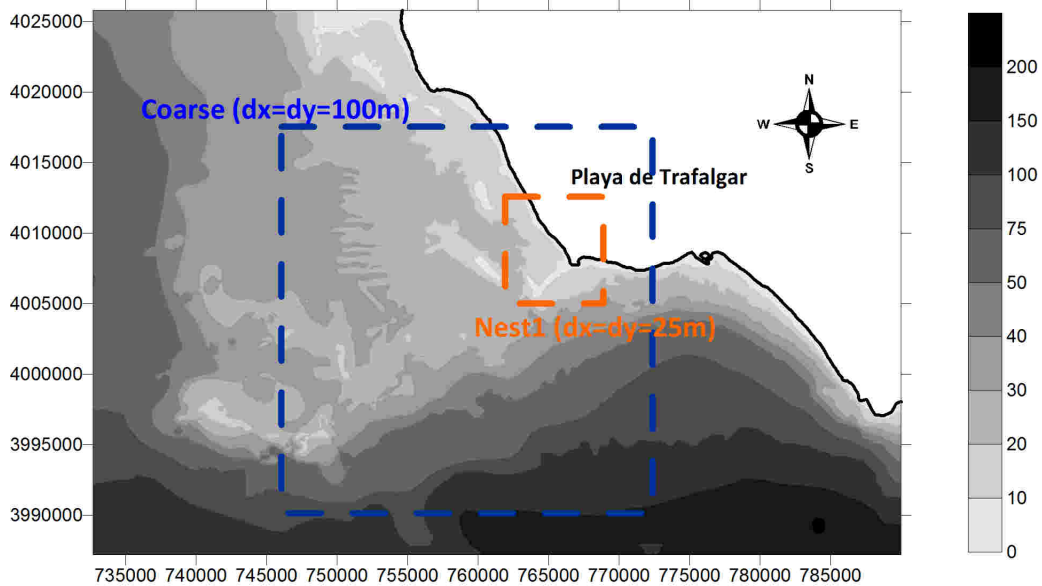 4025000
4020000
4015000
4010000
4005000
4000000
3995000
3990000
Coarse (dx=dy=100m)
N
W
E
S
Playa de Trafalgar
Nest1 (dx=dy=25m)
200
150
100
75
50
40
30
20
10
0
735000 740000 745000 750000 755000 760000 765000 770000 775000 780000 785000